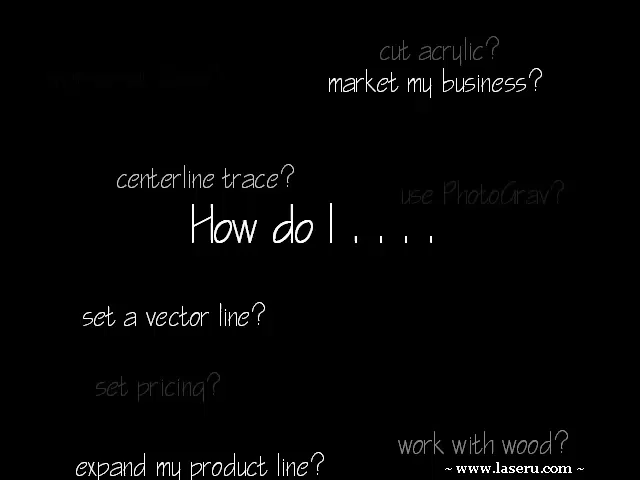 cut acrylic?
market my business?
centerline trace?
use PhotoGrav?
How do I . . . .
set a vector line?
set pricing?
work with wood?
expand my product line?
~ www.laseru.com ~